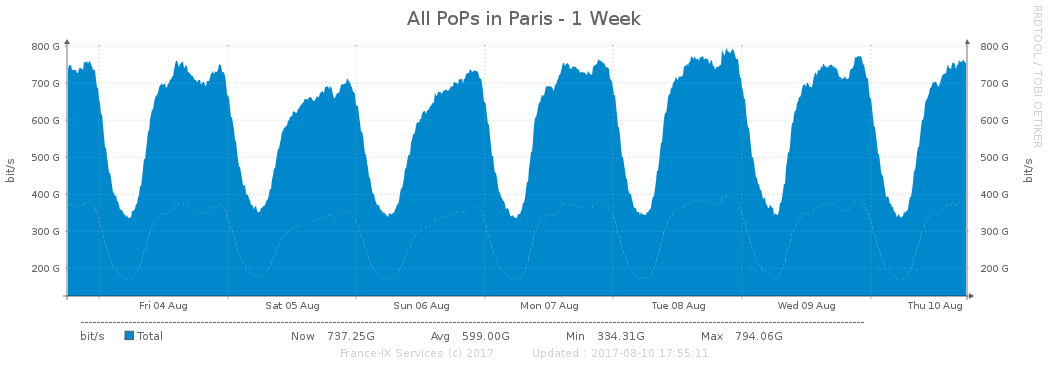 All PoPs in Paris - 1 Week
RRDTOOL / TOBI OETIKER
800 G 800 G
700 G 700 G
600 G 600 G
500 G 500 G
400 G 400 G
300 G 300 G
200 G 200 G
bit/s
bit/s
Fri 04 Aug Sat 05 Aug Sun 06 Aug Mon 07 Aug Tue 08 Aug Wed 09 Aug Thu 10 Aug
bit/s Total Now 737.25G Avg 599.00G Min 334.31G Max 794.06G
France-IX Services (c) 2017 Updated : 2017-08-10 17:55:11